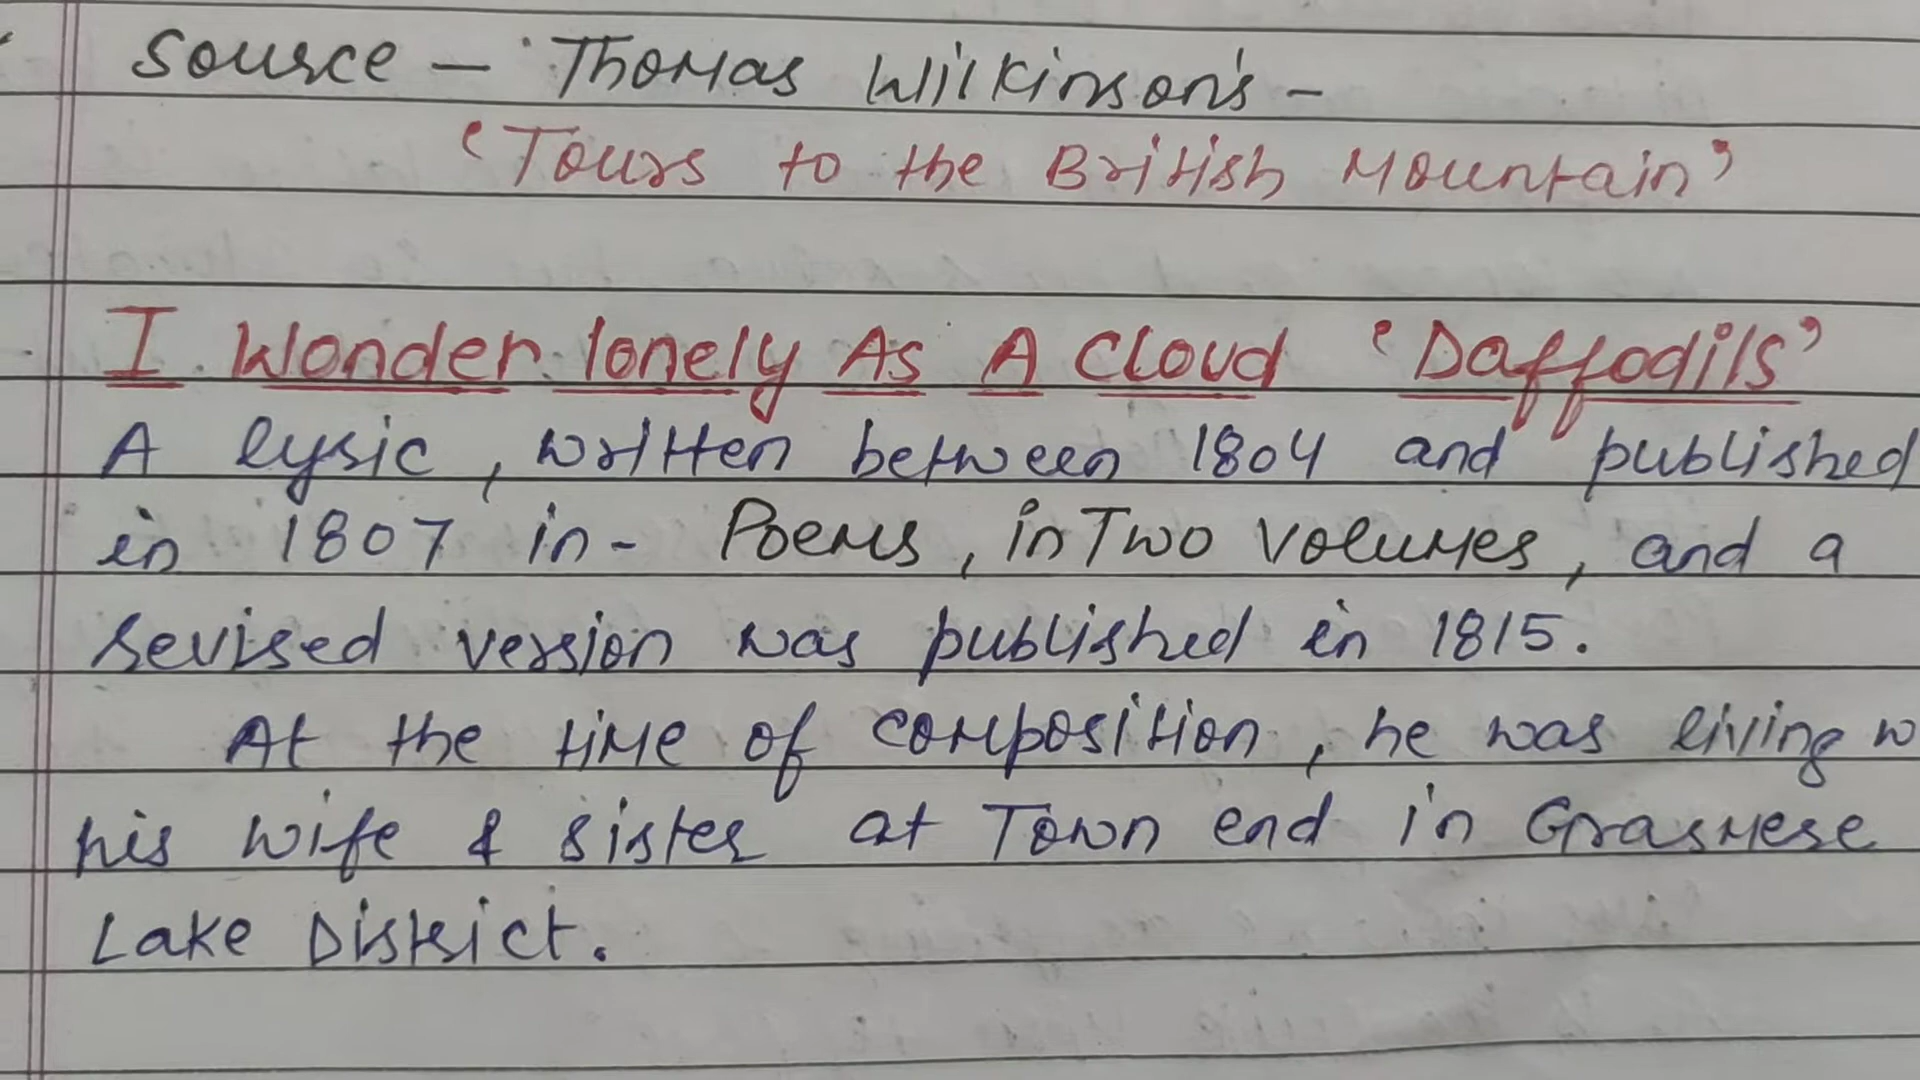 Source - Thomas Wilkinson's -
'Tours to the British Mountain'
I Wonder lonely As A Cloud 'Daffodils'
A lyric, written between 1804 and published
in 1807 in - Poems, in Two Volumes, and a
revised version was published in 1815.
At the time of composition, he was living w
his wife & sister at Town end in Grasmere
Lake District.